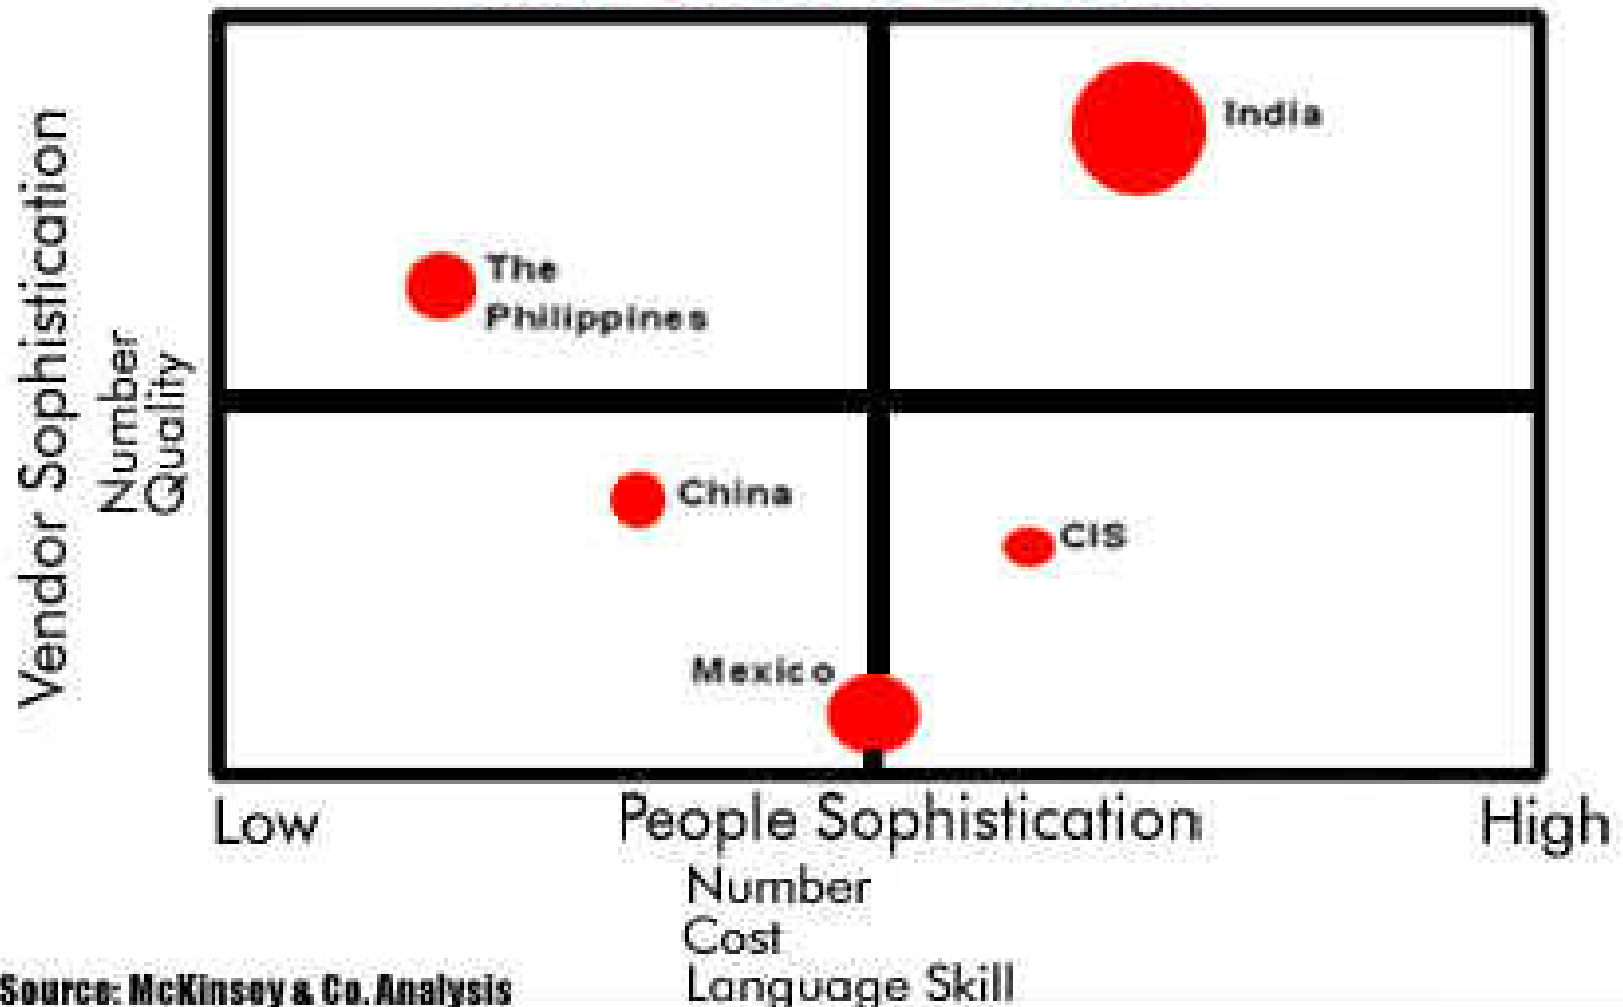 Vendor Sophistication
Number
Quality
India
The
Philippines
China
CIS
Mexico
Low
People Sophistication
High
Number
Cost
Language Skill
Source: McKinsey & Co. Analysis